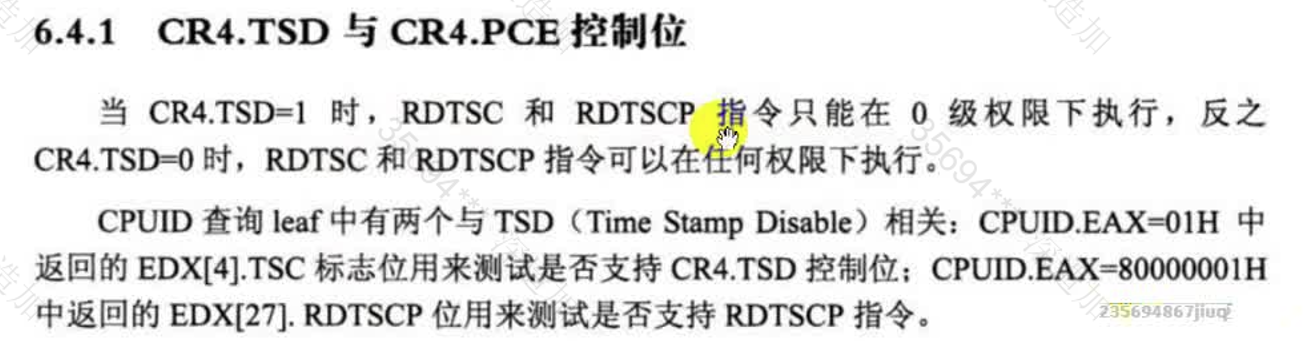 6.4.1 CR4.TSD 与 CR4.PCE 控制位
当 CR4.TSD=1 时，RDTSC 和 RDTSCP 指令只能在 0 级权限下执行，反之
CR4.TSD=0 时，RDTSC 和 RDTSCP 指令可以在任何权限下执行。
CPUID 查询 leaf 中有两个与 TSD（Time Stamp Disable）相关：CPUID.EAX=01H 中
返回的 EDX[4].TSC 标志位用来测试是否支持 CR4.TSD 控制位；CPUID.EAX=80000001H
中返回的 EDX[27]. RDTSCP 位用来测试是否支持 RDTSCP 指令。
235694867jiuq